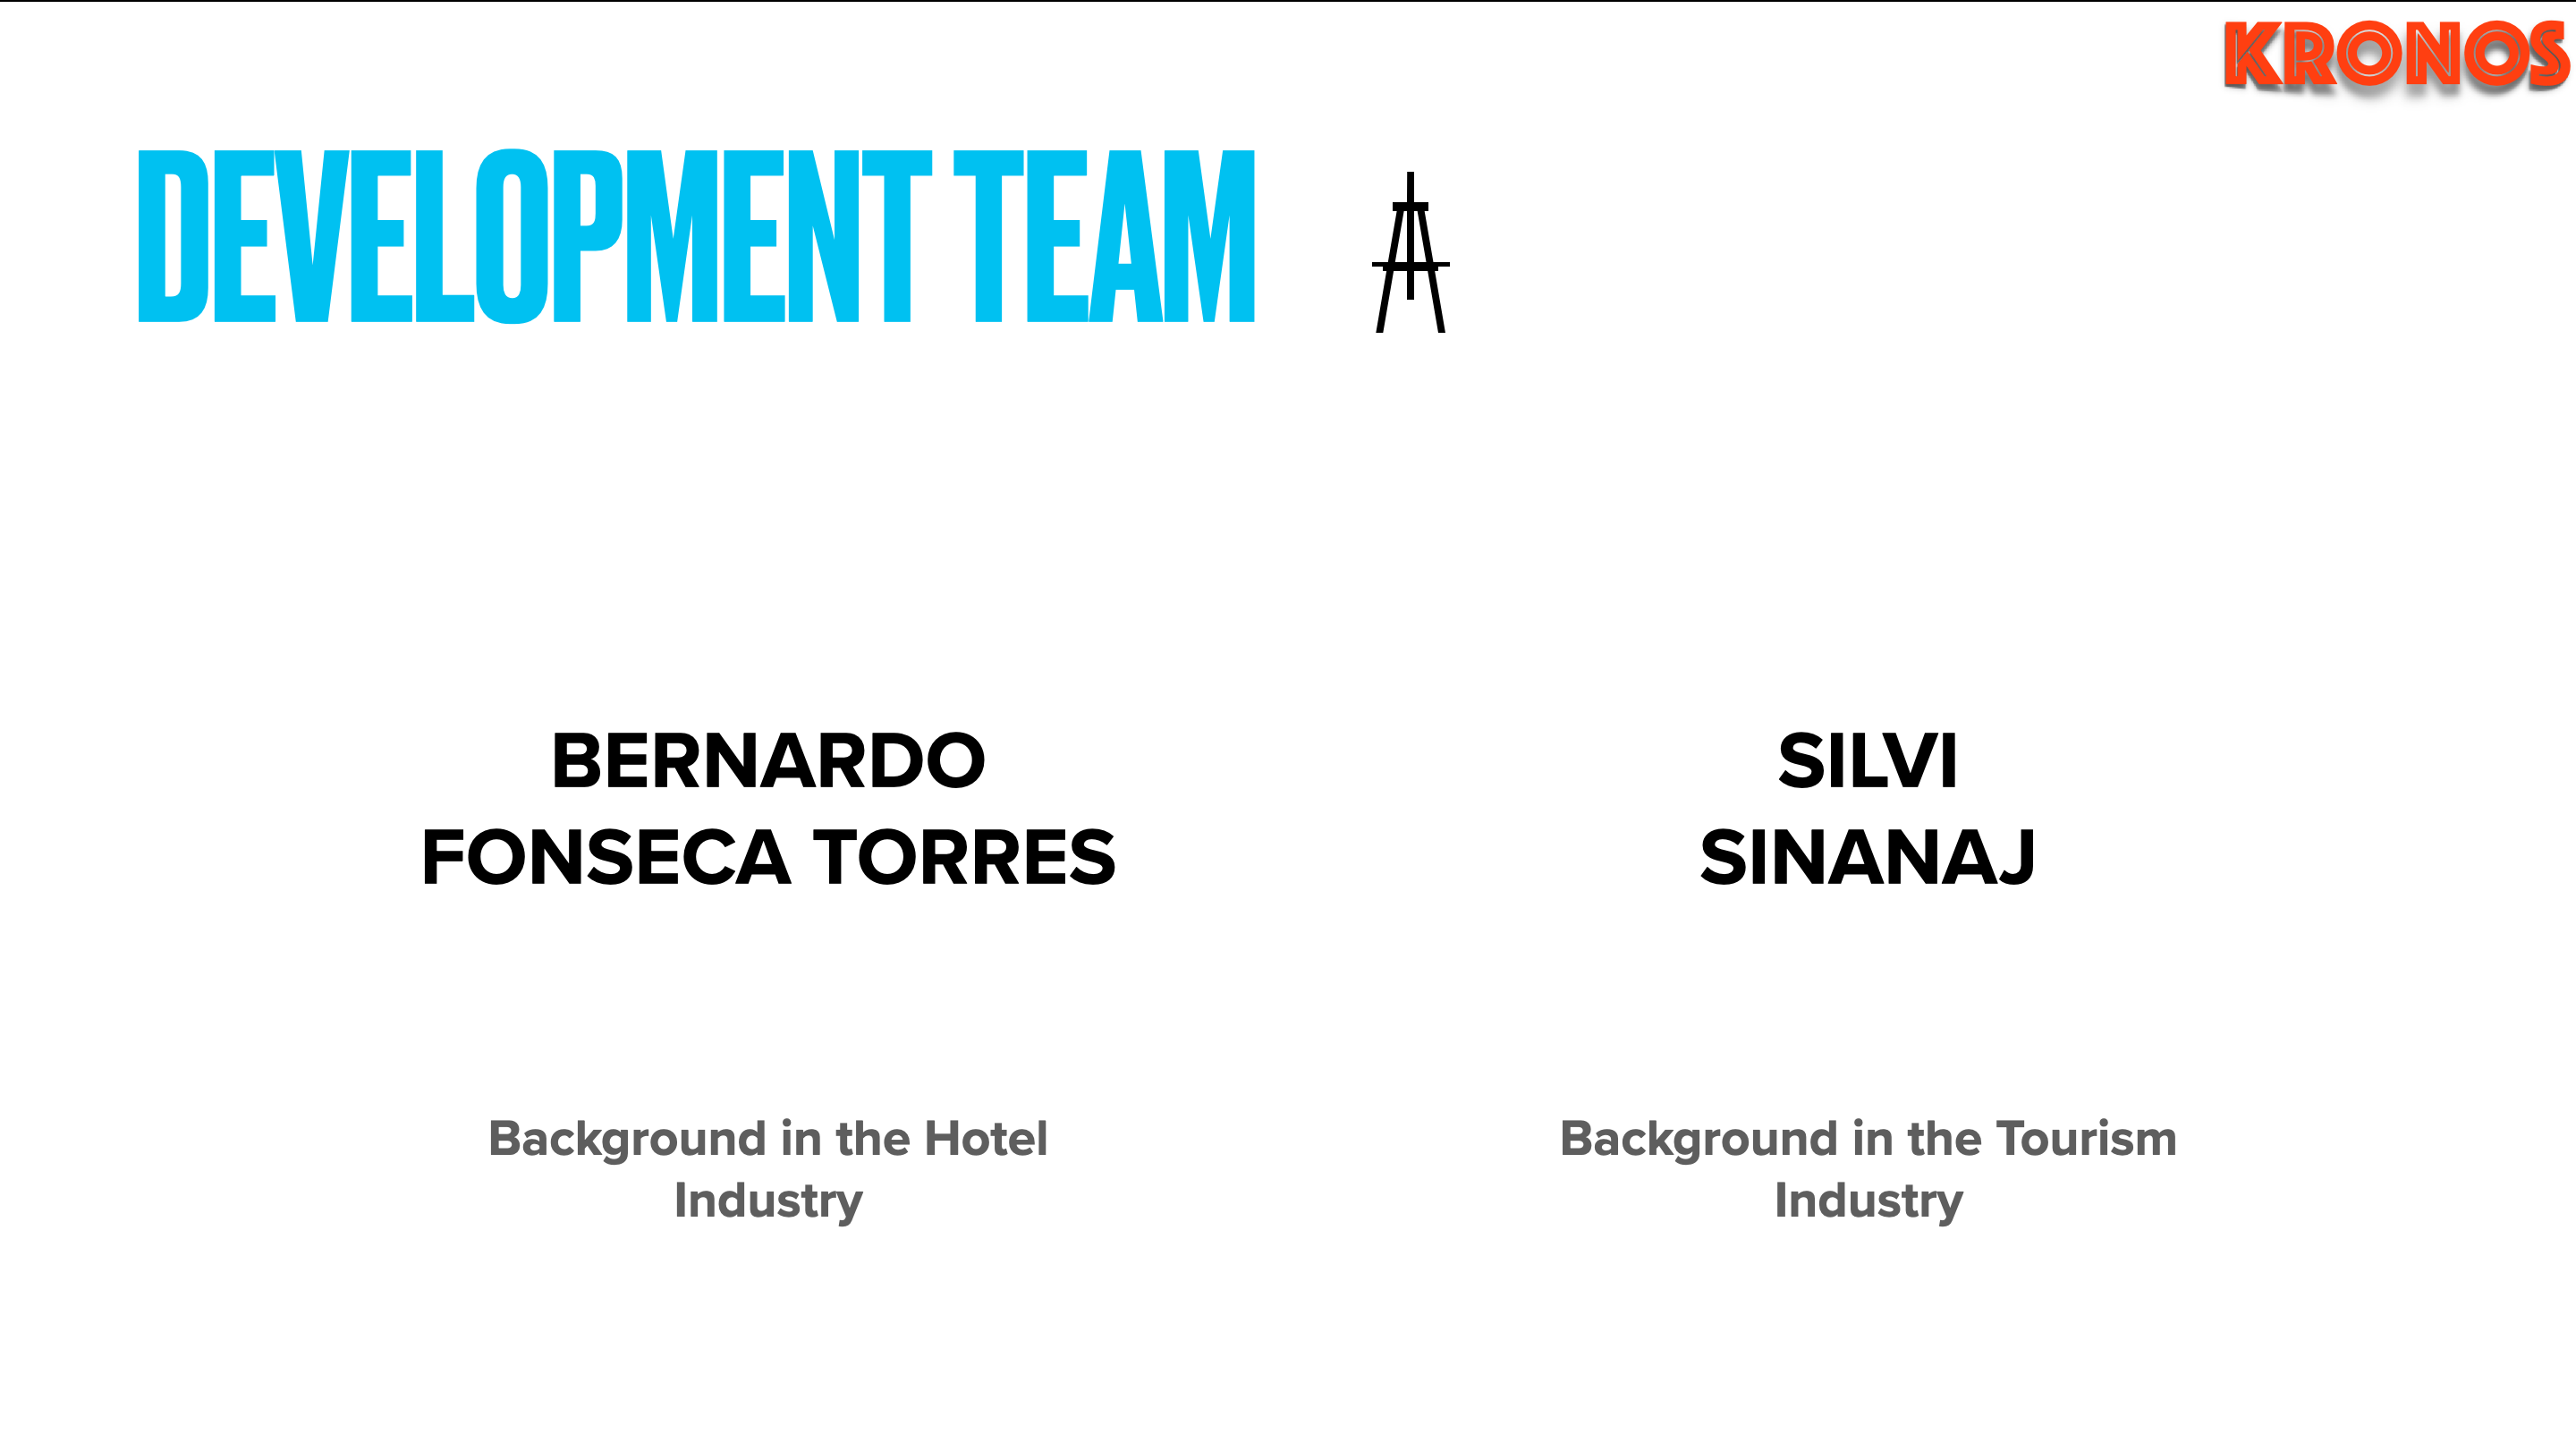 KRONOS
DEVELOPMENT TEAM
BERNARDO
FONSECA TORRES
SILVI
SINANAJ
Background in the Hotel
Industry
Background in the Tourism
Industry